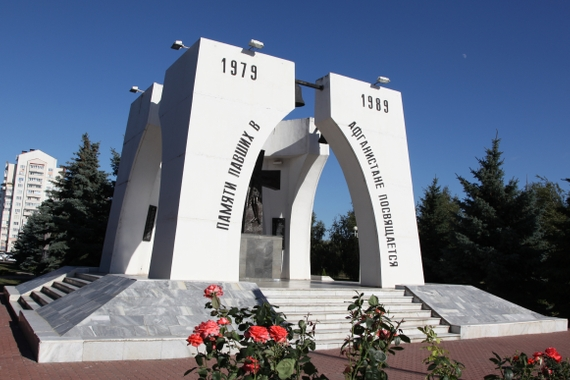 1979
1989
ПАМЯТИ ПАВШИХ В
АФГАНИСТАНЕ ПОСВЯЩАЕТСЯ